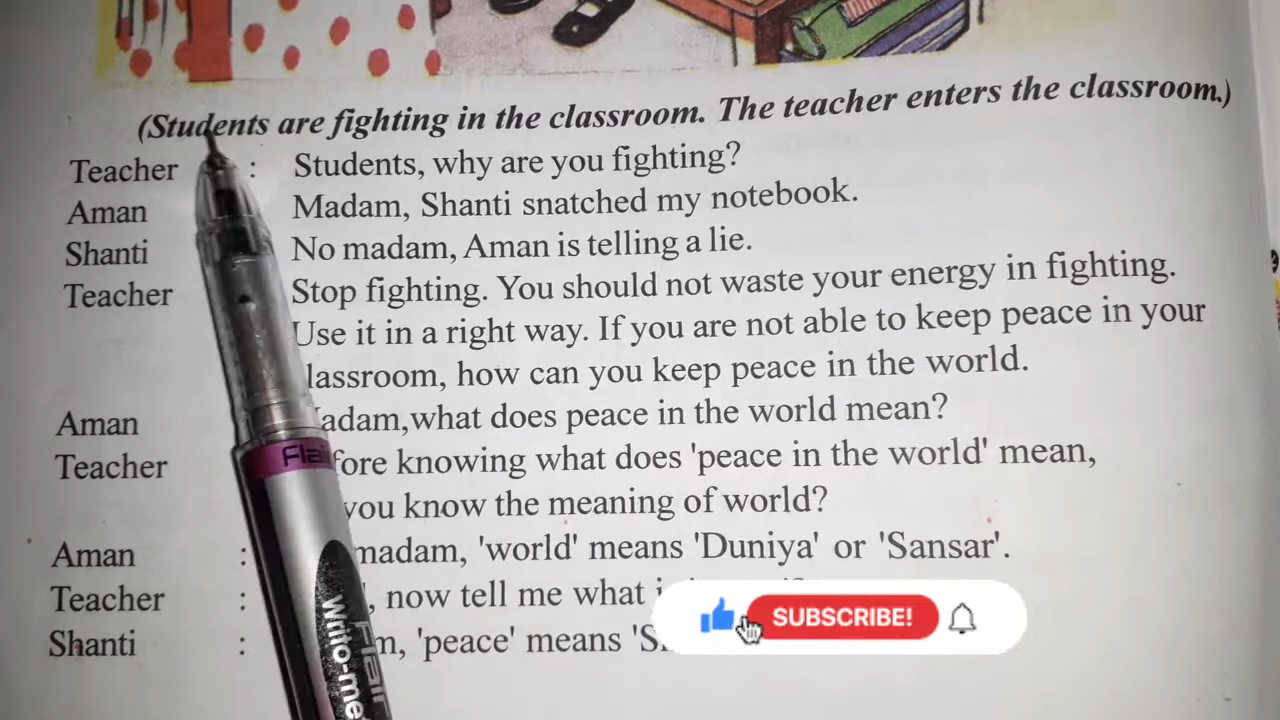 (Students are fighting in the classroom. The teacher enters the classroom.)
Teacher : Students, why are you fighting?
Aman Madam, Shanti snatched my notebook.
Shanti No madam, Aman is telling a lie.
Teacher Stop fighting. You should not waste your energy in fighting.
Use it in a right way. If you are not able to keep peace in your
lassroom, how can you keep peace in the world.
Aman adam,what does peace in the world mean?
Teacher fore knowing what does 'peace in the world' mean,
you know the meaning of world?
Aman : madam, 'world' means 'Duniya' or 'Sansar'.
Teacher : , now tell me what
Shanti : m, 'peace' means
SUBSCRIBE!
Flair
Flair
Writo-me